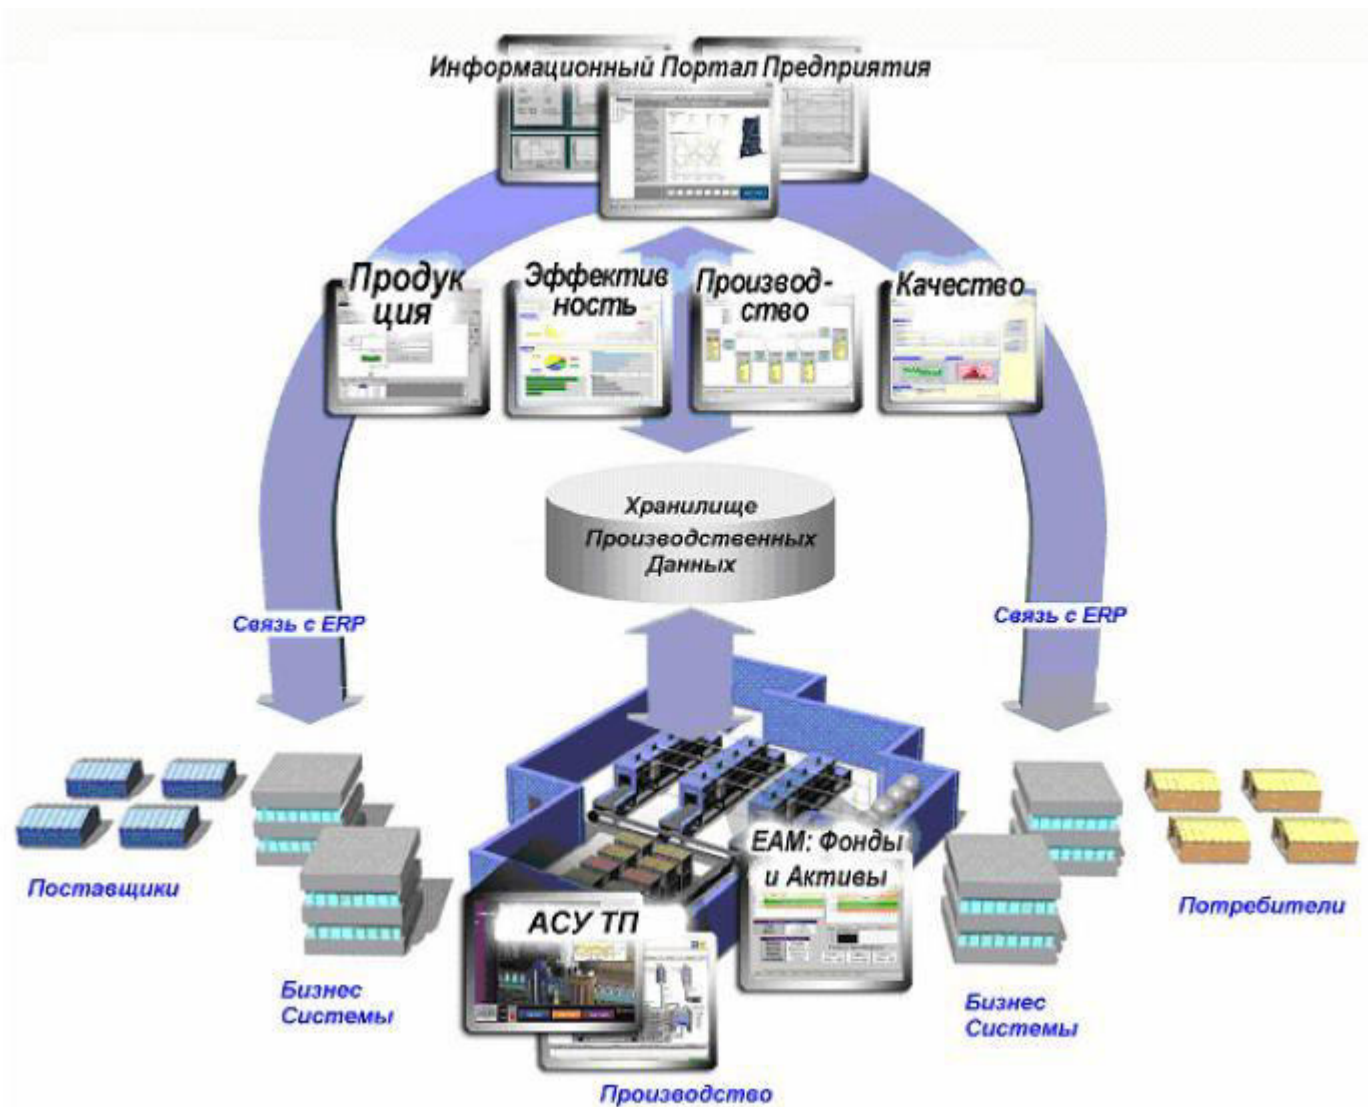 Информационный Портал Предприятия
Продук
ция
Эффектив
ность
Производ-
ство
Качество
Хранилище
Производственных
Данных
Связь с ERP
Связь с ERP
EAM: Фонды
и Активы
АСУ ТП
Поставщики
Потребители
Бизнес
Системы
Бизнес
Системы
Производство